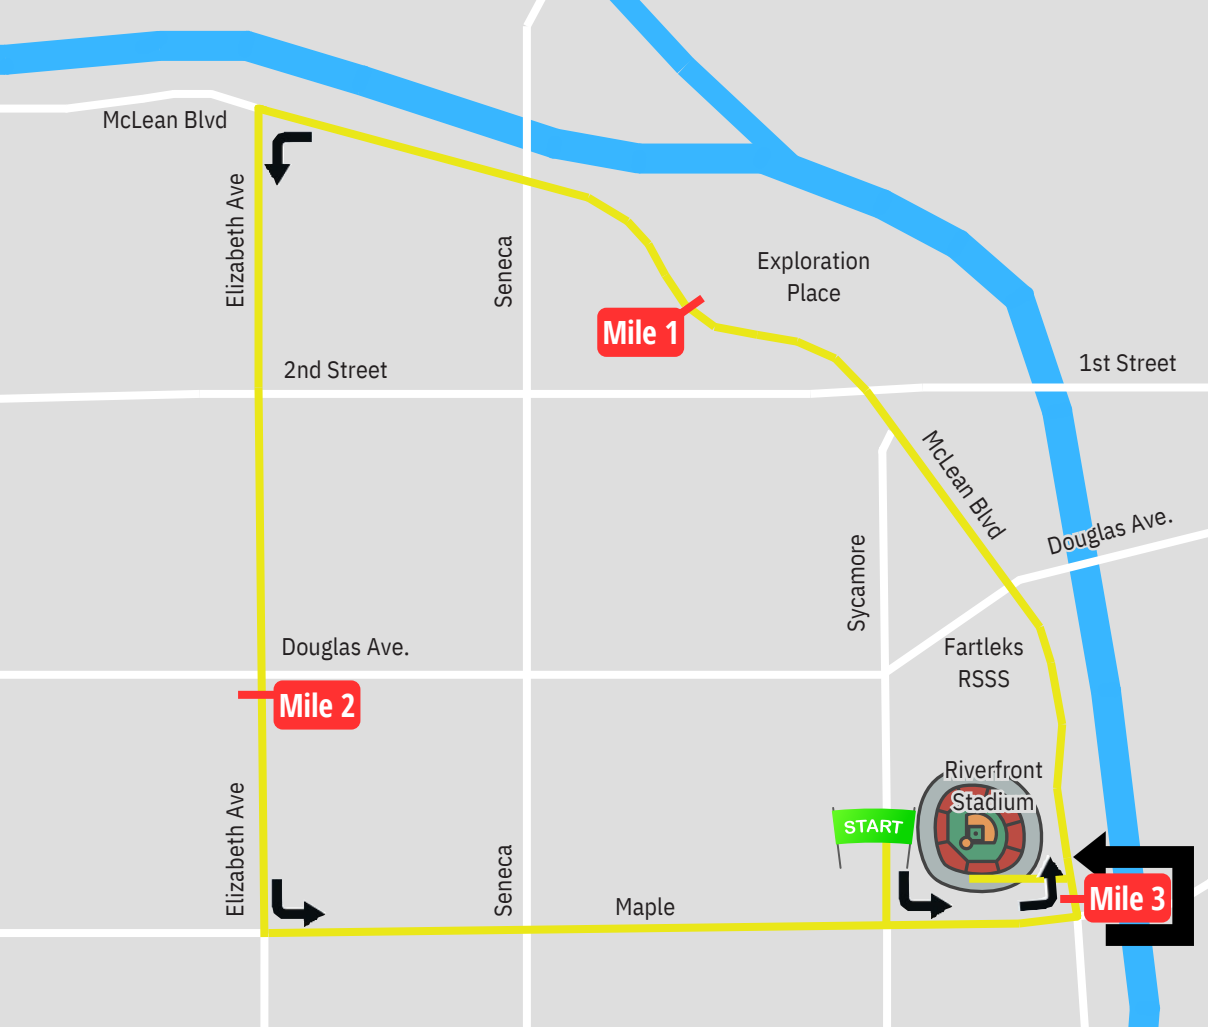 McLean Blvd
Elizabeth Ave
Seneca
Exploration
Place
Mile 1
2nd Street
1st Street
McLean Blvd
Douglas Ave.
Sycamore
Douglas Ave.
Fartleks
RSSS
Mile 2
Riverfront
Stadium
START
Elizabeth Ave
Seneca
Maple
Mile 3